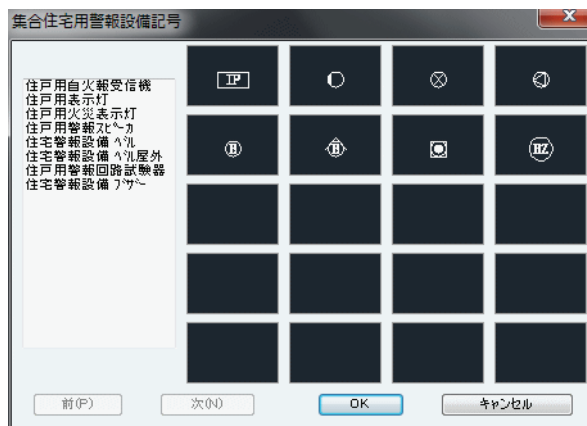 集合住宅用警報設備記号
住戸用自火報受信機
住戸用表示灯
住戸用火災表示灯
住戸用警報ｽﾋﾟｰｶ
住宅警報設備 ﾍﾞﾙ
住宅警報設備 ﾍﾞﾙ屋外
住戸用警報回路試験器
住宅警報設備 ﾌﾞｻﾞｰ
IP
B
B
BZ
前(P)
次(N)
OK
キャンセル